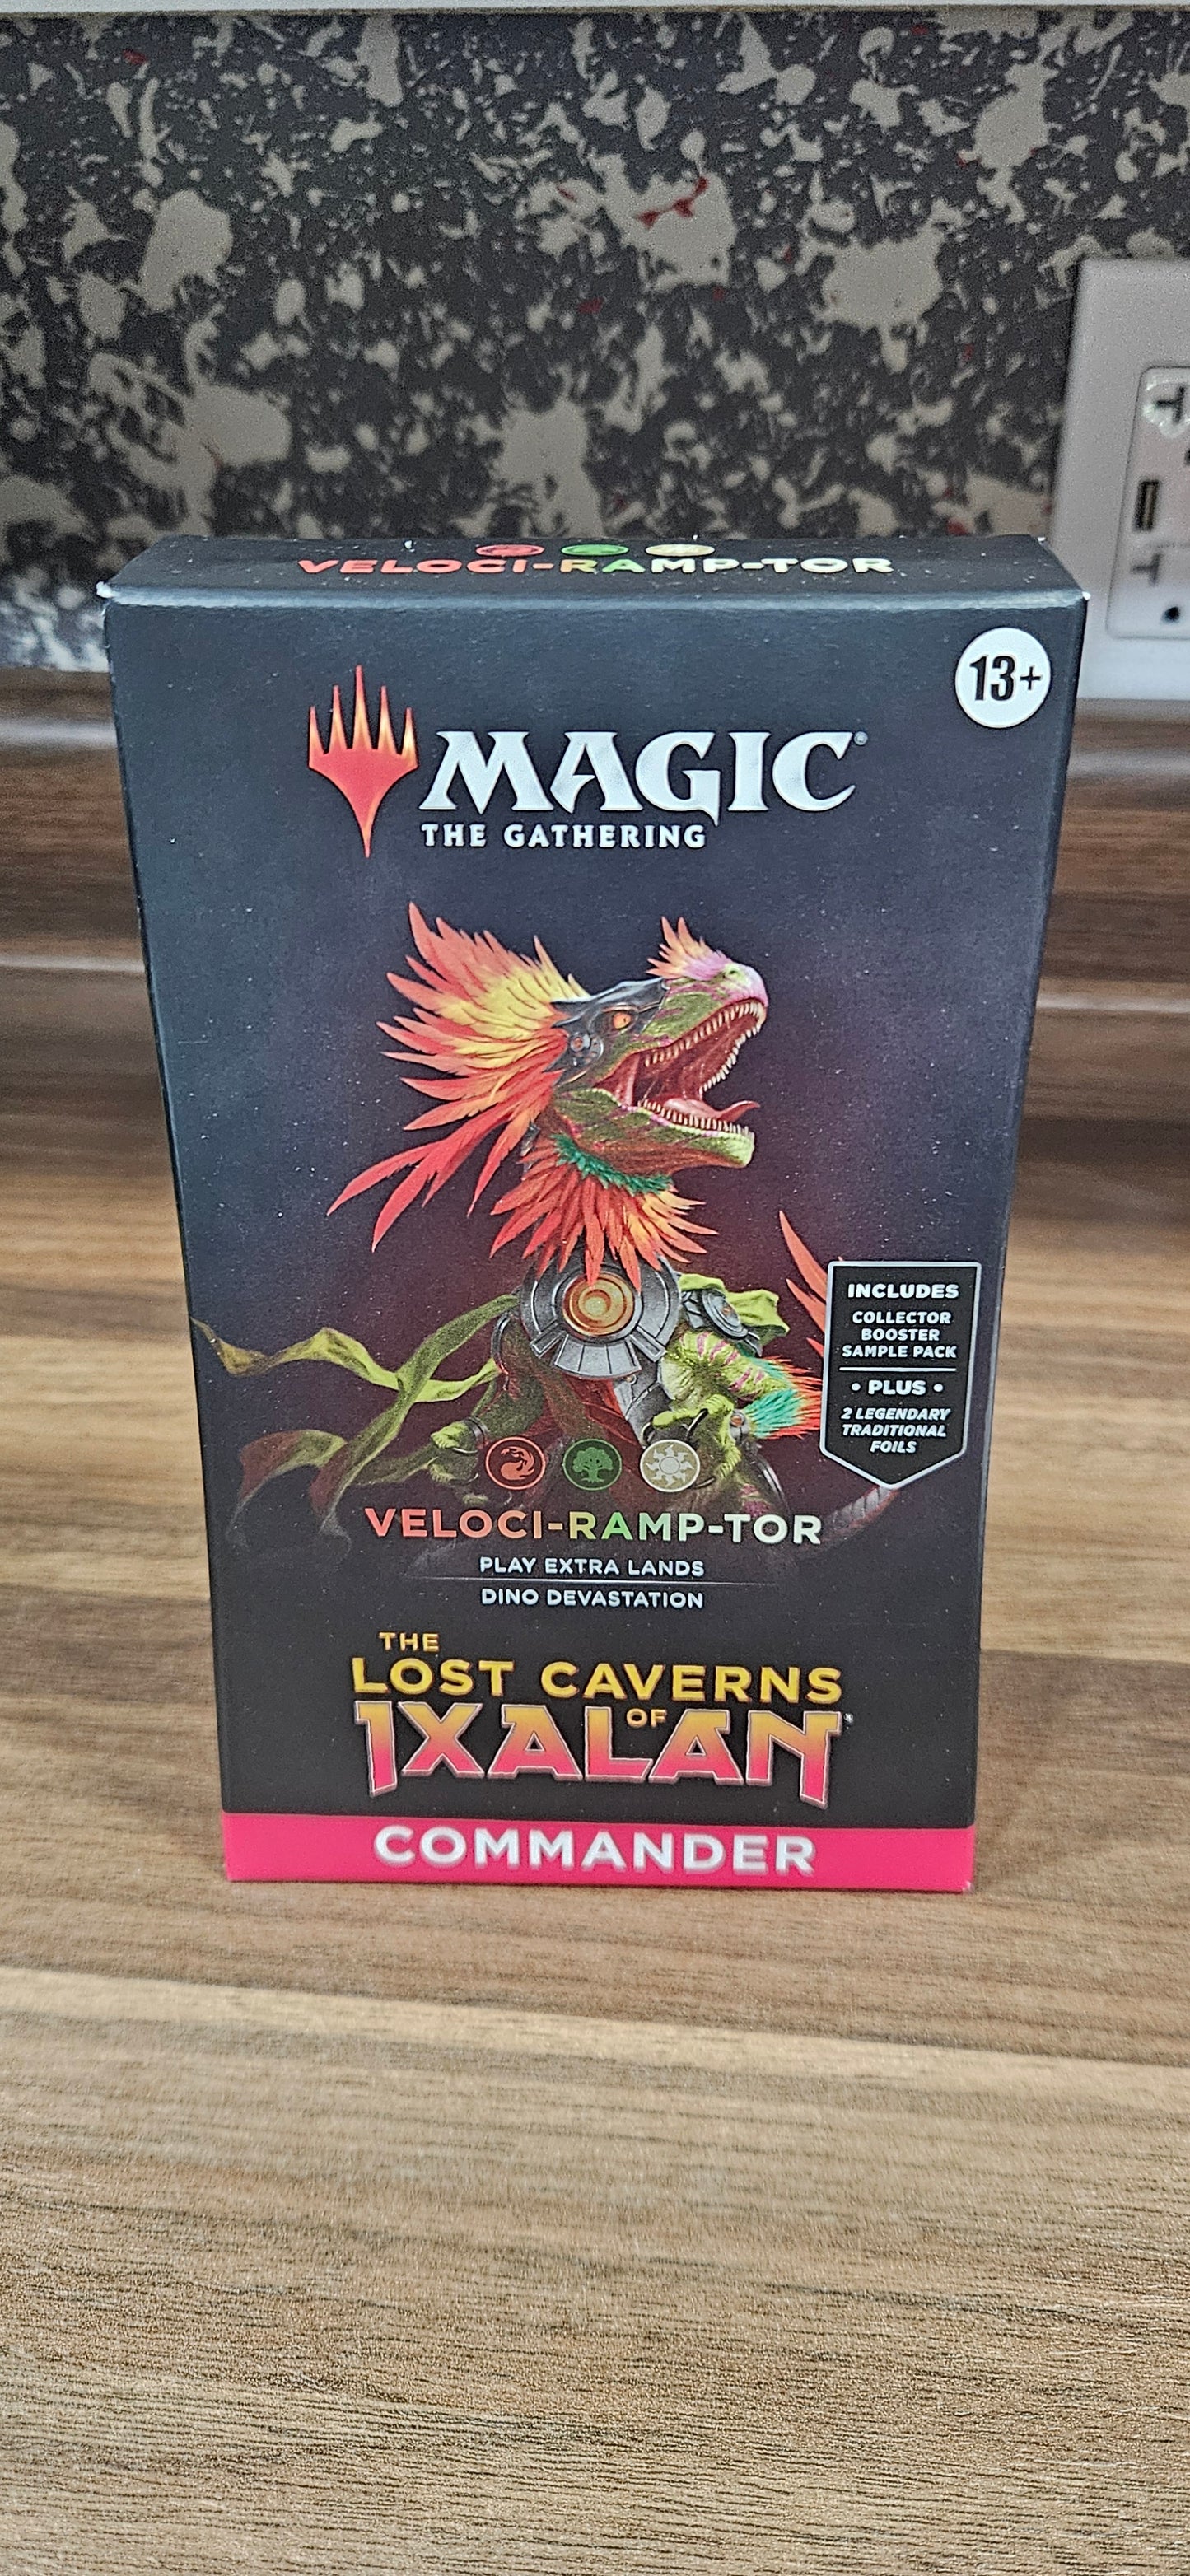 VELOCI-RAMP-TOR
13+
MAGIC®
THE GATHERING
INCLUDES
COLLECTOR
BOOSTER
SAMPLE PACK
• PLUS •
2 LEGENDARY
TRADITIONAL
FOILS
VELOCI-RAMP-TOR
PLAY EXTRA LANDS
DINO DEVASTATION
THE
LOST CAVERNS
OF
IXALAN
COMMANDER